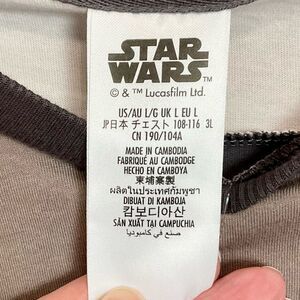 STAR
WARS
© & ™ Lucasfilm Ltd.
US/AU L/G UK L EU L
JP日本 チェスト 108-116 3L
CN 190/104A
MADE IN CAMBODIA
FABRIQUÉ AU CAMBODGE
HECHO EN CAMBOYA
柬埔寨製
ผลิตในประเทศกัมพูชา
DIBUAT DI KAMBOJA
캄보디아산
SẢN XUẤT TẠI CAMPUCHIA
صنع في كامبوديا